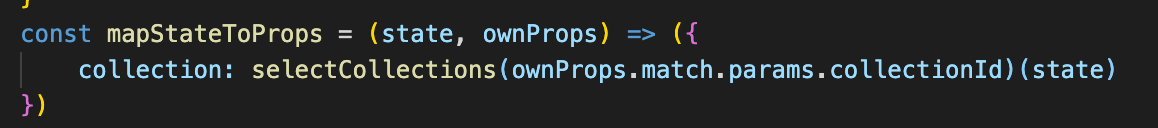 }
const mapStateToProps = (state, ownProps) => ({
    collection: selectCollections(ownProps.match.params.collectionId)(state)
})